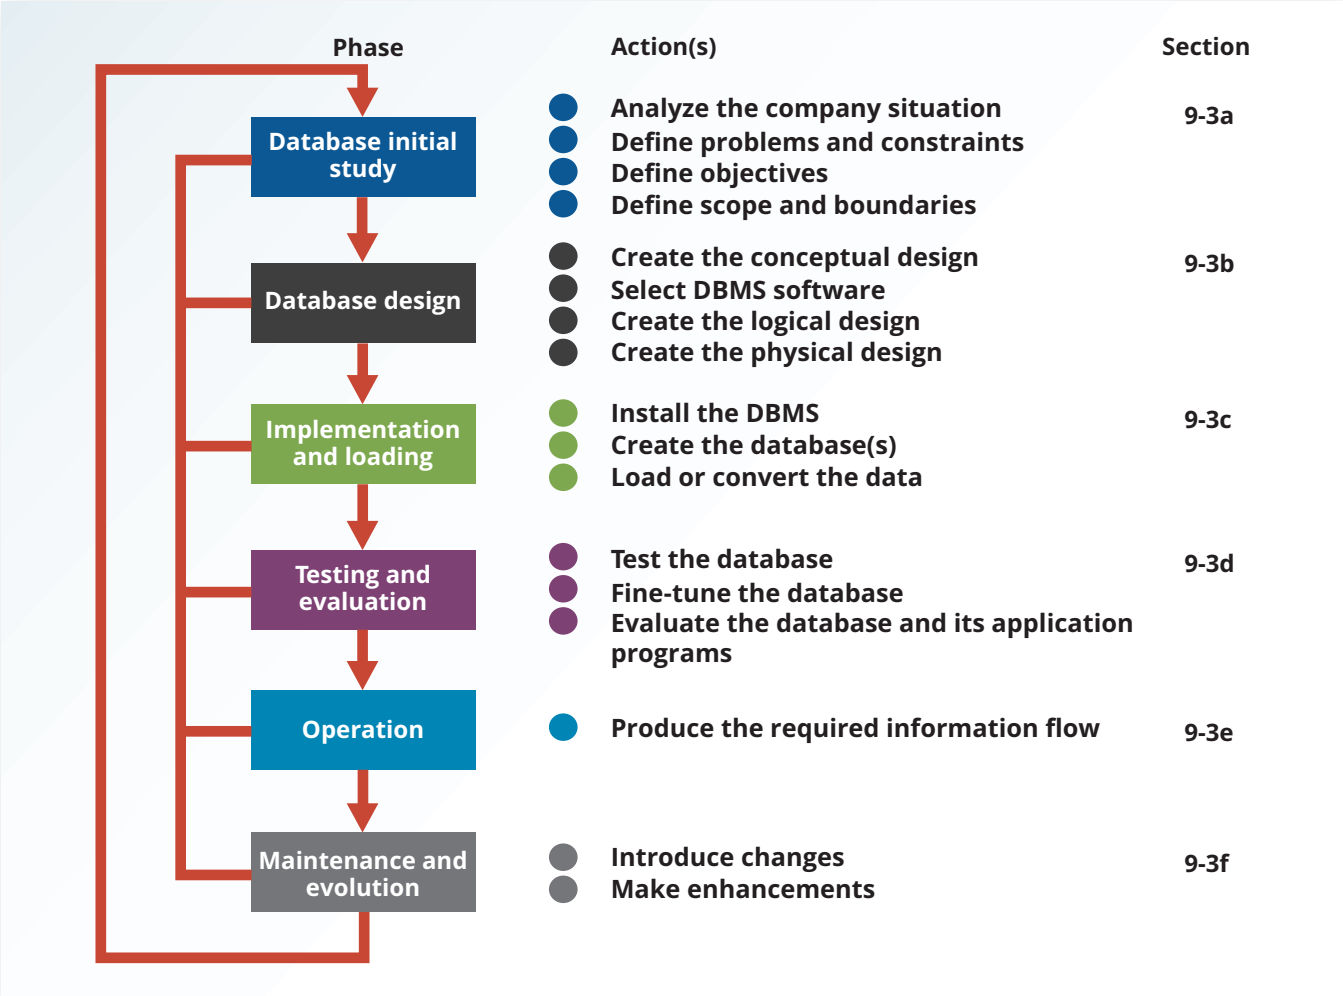 Phase Action(s) Section
Database initial
study
Analyze the company situation 9-3a
Define problems and constraints
Define objectives
Define scope and boundaries
Database design
Create the conceptual design 9-3b
Select DBMS software
Create the logical design
Create the physical design
Implementation
and loading
Install the DBMS 9-3c
Create the database(s)
Load or convert the data
Testing and
evaluation
Test the database 9-3d
Fine-tune the database
Evaluate the database and its application
programs
Operation
Produce the required information flow 9-3e
Maintenance and
evolution
Introduce changes 9-3f
Make enhancements